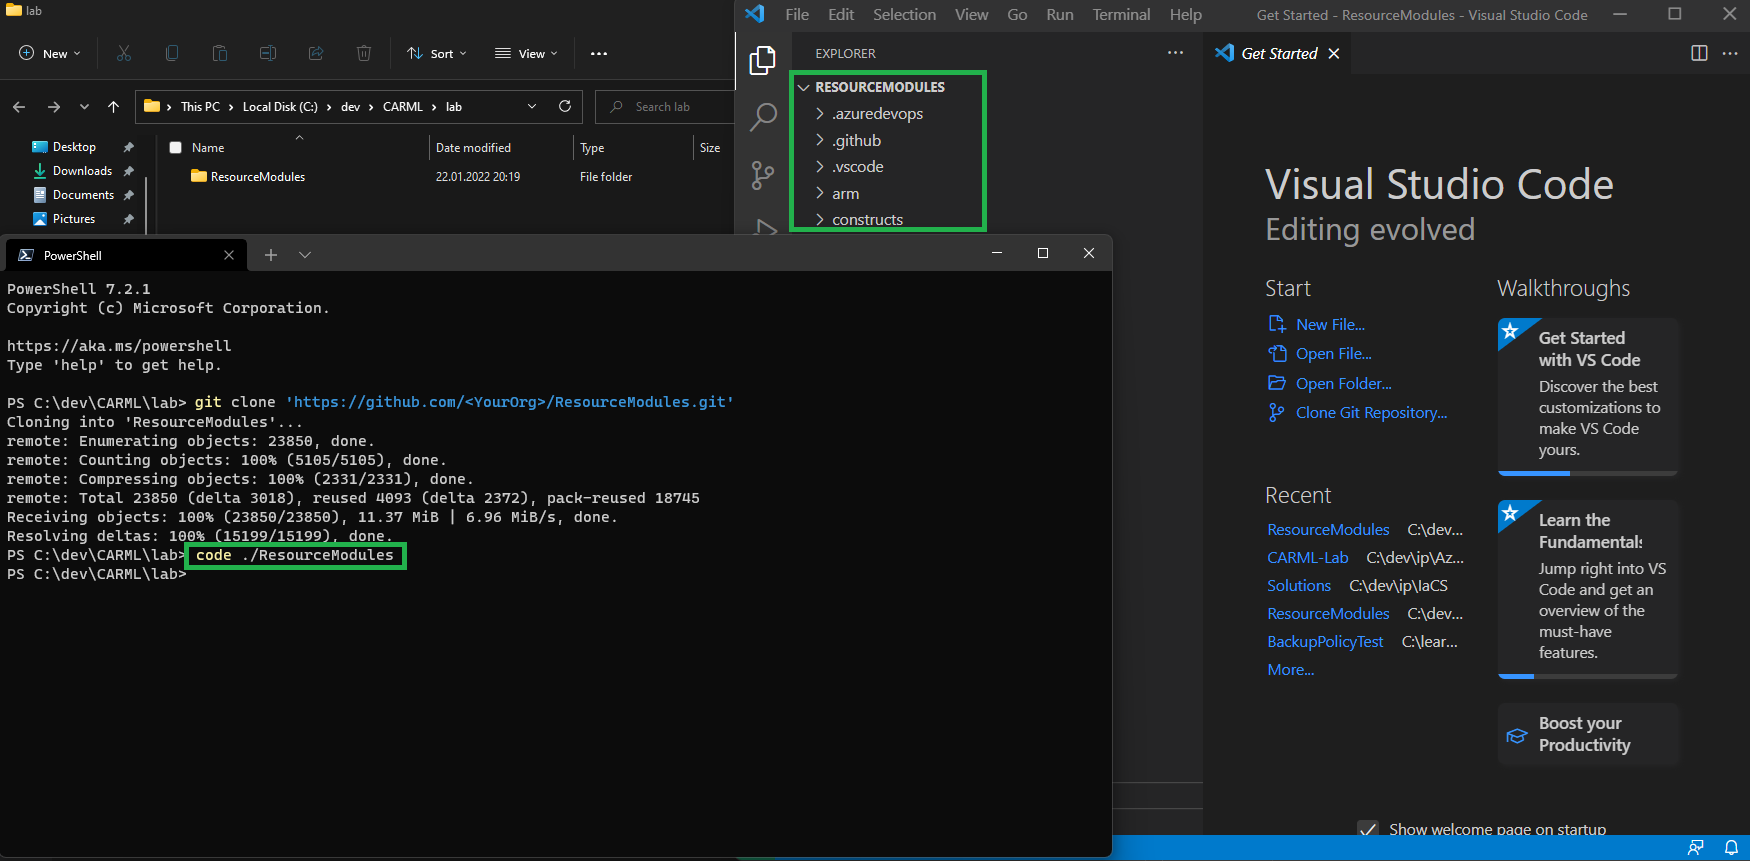 lab
New
Sort
View
This PC > Local Disk (C:) > dev > CARML > lab
Search lab
Desktop
Downloads
Documents
Pictures
Name Date modified Type Size
ResourceModules 22.01.2022 20:19 File folder
File Edit Selection View Go Run Terminal Help
Get Started - ResourceModules - Visual Studio Code
EXPLORER
RESOURCEMODULES
.azuredevops
.github
.vscode
arm
constructs
Get Started
Visual Studio Code
Editing evolved
Start
New File...
Open File...
Open Folder...
Clone Git Repository...
Recent
ResourceModules C:\dev...
CARML-Lab C:\dev\ip\Az...
Solutions C:\dev\ip\IaCS
ResourceModules C:\dev...
BackupPolicyTest C:\lear...
More...
Walkthroughs
Get Started
with VS Code
Discover the best
customizations to
make VS Code
yours.
Learn the
Fundamentals
Jump right into VS
Code and get an
overview of the
must-have
features.
Boost your
Productivity
Show welcome page on startup
PowerShell
PowerShell 7.2.1
Copyright (c) Microsoft Corporation.
https://aka.ms/powershell
Type 'help' to get help.
PS C:\dev\CARML\lab> git clone 'https://github.com/<YourOrg>/ResourceModules.git'
Cloning into 'ResourceModules'...
remote: Enumerating objects: 23850, done.
remote: Counting objects: 100% (5105/5105), done.
remote: Compressing objects: 100% (2331/2331), done.
remote: Total 23850 (delta 3018), reused 4093 (delta 2372), pack-reused 18745
Receiving objects: 100% (23850/23850), 11.37 MiB | 6.96 MiB/s, done.
Resolving deltas: 100% (15199/15199), done.
PS C:\dev\CARML\lab> code ./ResourceModules
PS C:\dev\CARML\lab>